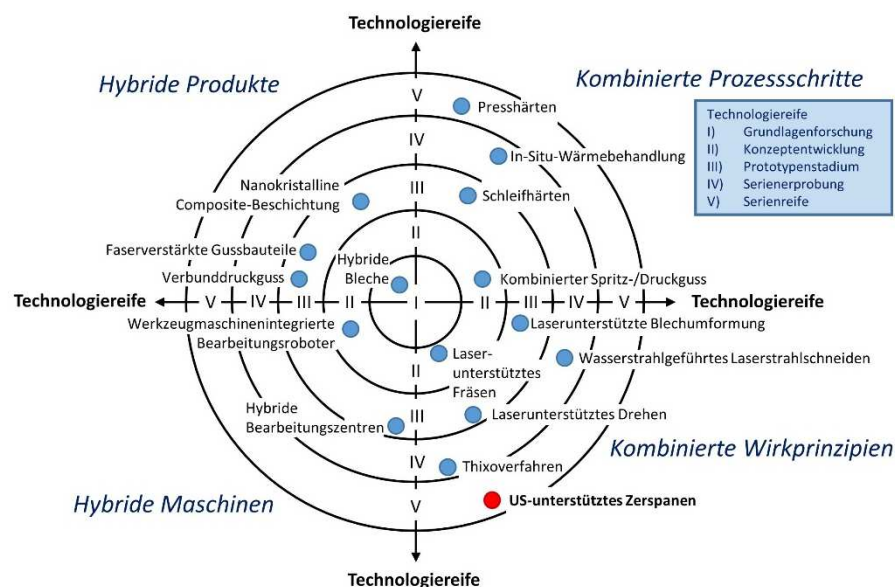 Technologiereife
Hybride Produkte
Kombinierte Prozessschritte
Technologiereife
I) Grundlagenforschung
II) Konzeptentwicklung
III) Prototypenstadium
IV) Serienerprobung
V) Serienreife
V
Presshärten
IV
In-Situ-Wärmebehandlung
Nanokristalline
Composite-Beschichtung
III
Schleifhärten
II
Faserverstärkte Gussbauteile
Verbunddruckguss
Hybride
Bleche
Kombinierter Spritz-/Druckguss
Technologiereife
V
IV
III
II
I
II
III
IV
V
Technologiereife
Werkzeugmaschinenintegrierte
Bearbeitungsroboter
Laserunterstützte Blechumformung
Wasserstrahlgeführtes Laserstrahlschneiden
II
Laser-
unterstütztes
Fräsen
Hybride
Bearbeitungszentren
III
Laserunterstütztes Drehen
Kombinierte Wirkprinzipien
IV
Thixoverfahren
Hybride Maschinen
V
US-unterstütztes Zerspanen
Technologiereife